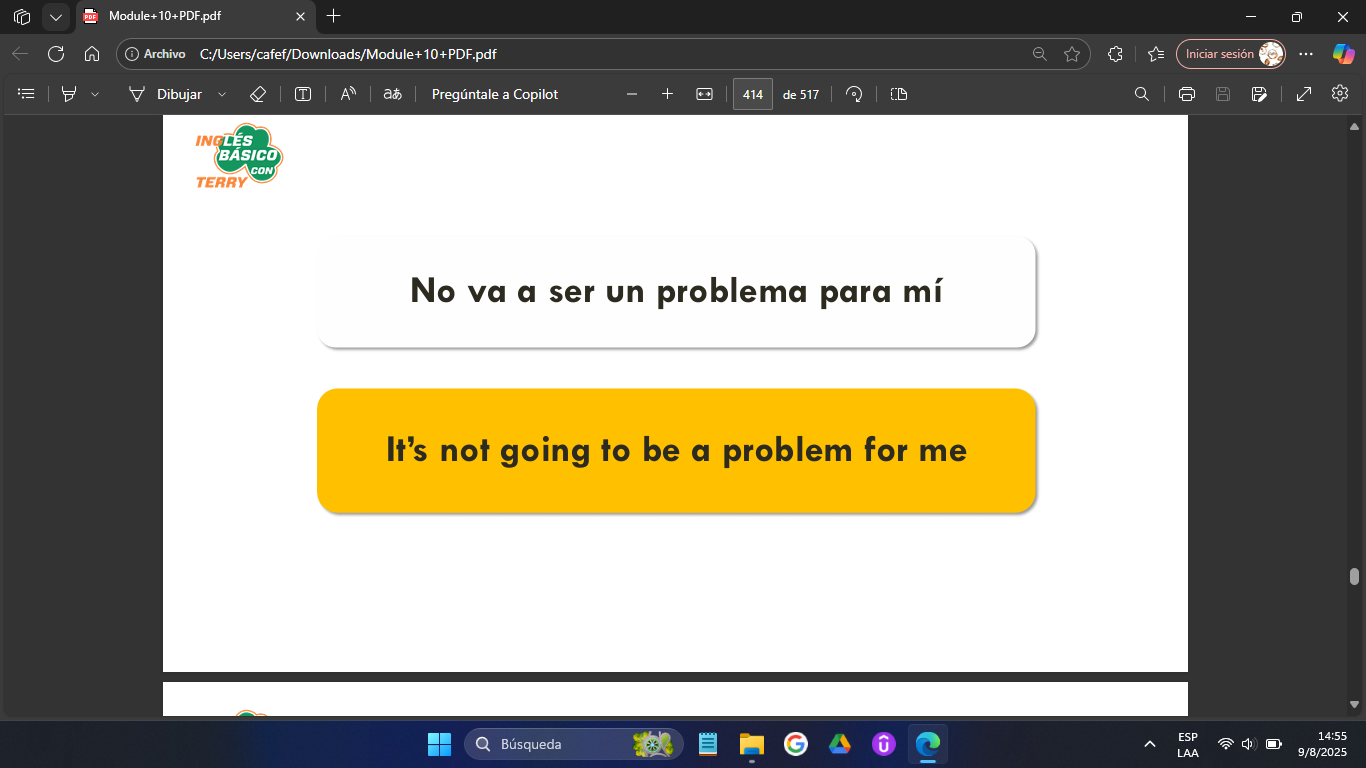 Module+10+PDF.pdf
Archivo C:/Users/cafef/Downloads/Module+10+PDF.pdf Iniciar sesión
Dibujar Pregúntale a Copilot 414 de 517
INGLÉS
BÁSICO
CON
TERRY
No va a ser un problema para mí
It’s not going to be a problem for me
Búsqueda
ESP
LAA
14:55
9/8/2025